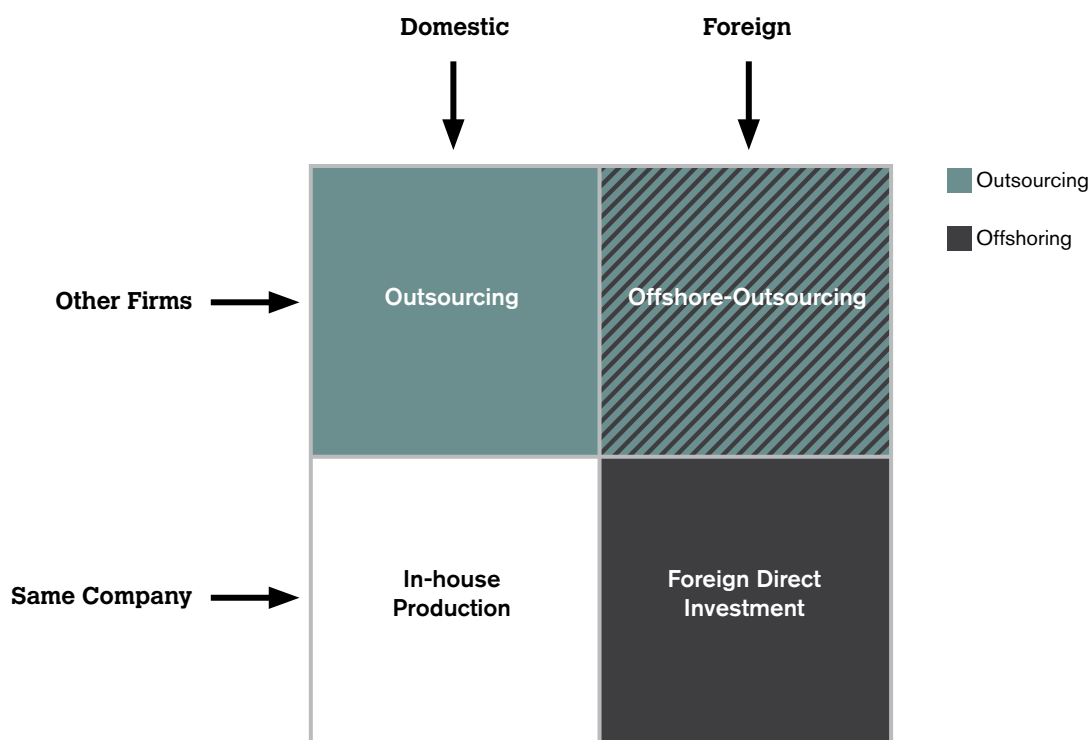 Domestic
Foreign
Outsourcing
Offshoring
Other Firms
Outsourcing
Offshore-Outsourcing
Same Company
In-house
Production
Foreign Direct
Investment